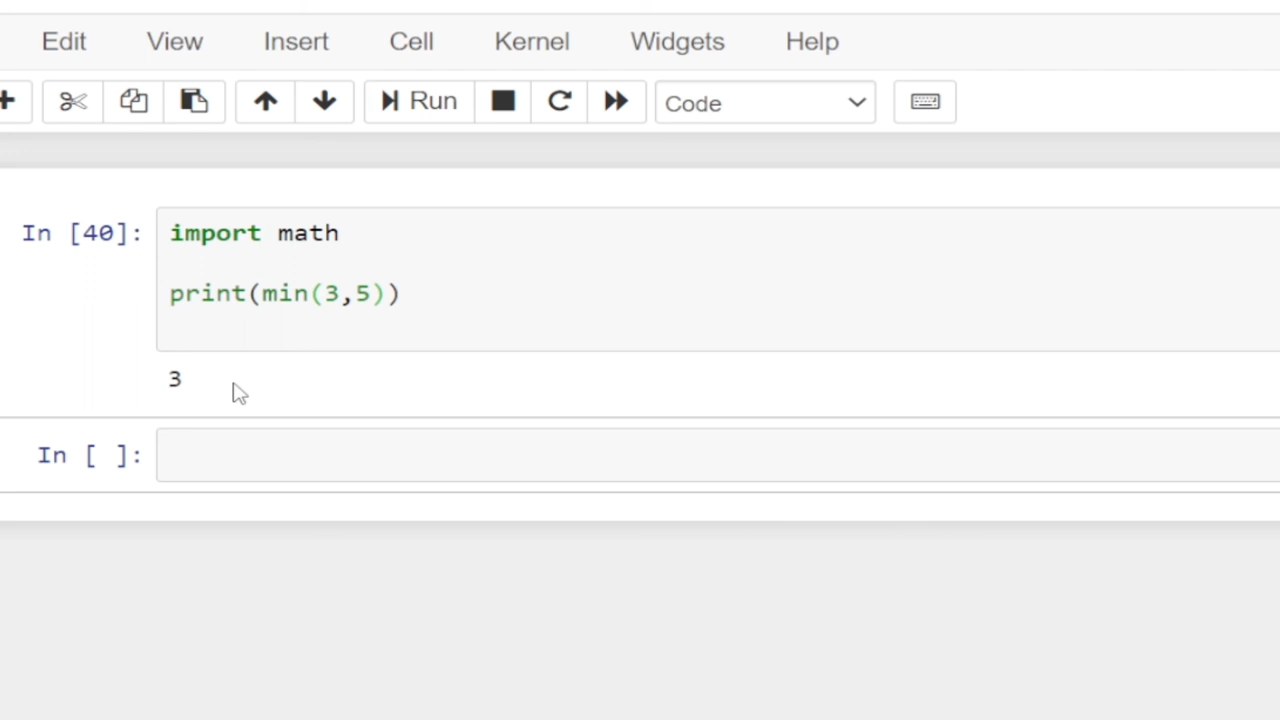 Edit View Insert Cell Kernel Widgets Help
Run Code
In [40]: import math
print(min(3,5))
3
In [ ]: